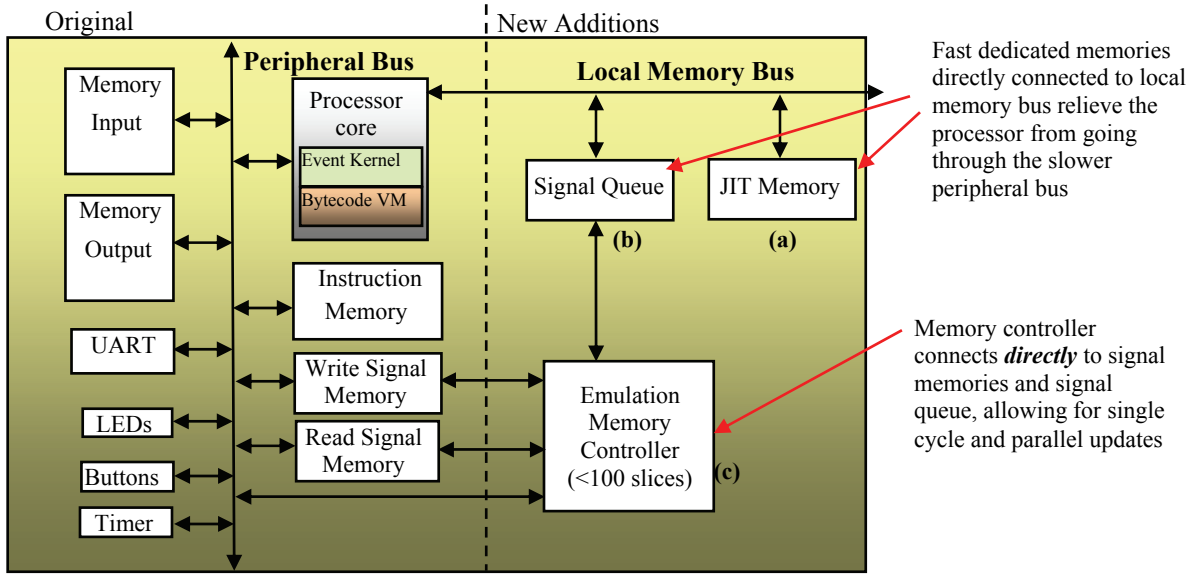 Original
New Additions
Peripheral Bus
Local Memory Bus
Memory
Input
Memory
Output
UART
LEDs
Buttons
Timer
Processor
core
Event Kernel
Bytecode VM
Instruction
Memory
Write Signal
Memory
Read Signal
Memory
Signal Queue
(b)
JIT Memory
(a)
Emulation
Memory
Controller
(<100 slices)
(c)
Fast dedicated memories
directly connected to local
memory bus relieve the
processor from going
through the slower
peripheral bus
Memory controller
connects directly to signal
memories and signal
queue, allowing for single
cycle and parallel updates